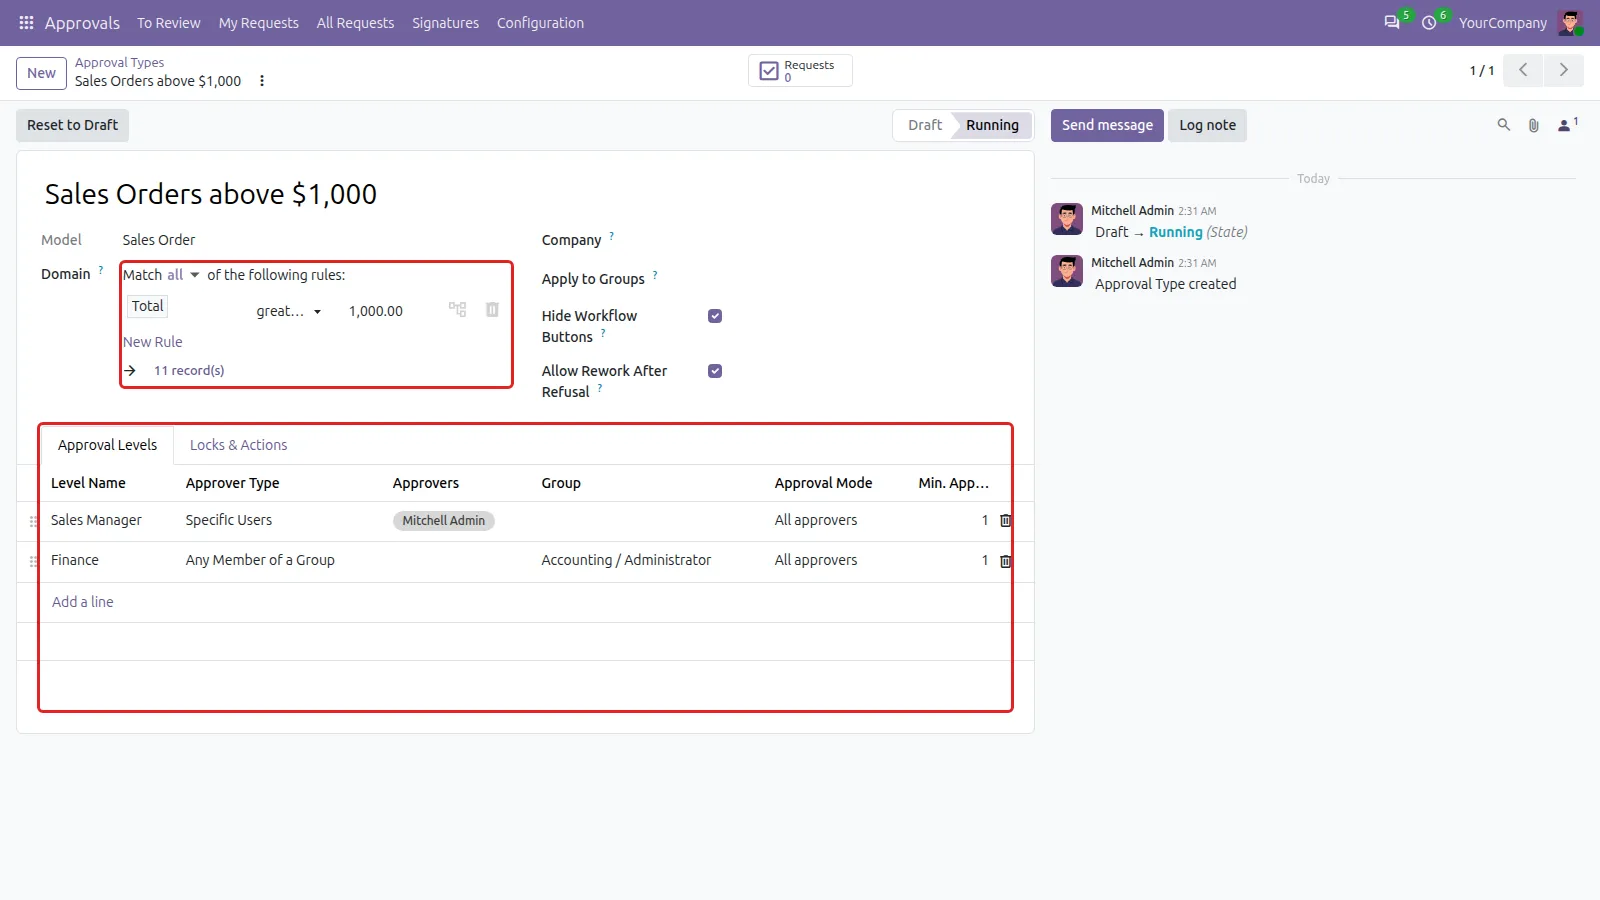 Approvals To Review My Requests All Requests Signatures Configuration 5 6 YourCompany
New Approval Types
Sales Orders above $1,000
Requests
0
1 / 1
Reset to Draft
Draft Running
Send message Log note
1
Sales Orders above $1,000
Model Sales Order
Domain ?
Match all of the following rules:
Total great... 1,000.00
New Rule
11 record(s)
Company ?
Apply to Groups ?
Hide Workflow
Buttons ?
Allow Rework After
Refusal ?
Approval Levels Locks & Actions
Level Name Approver Type Approvers Group Approval Mode Min. App...
Sales Manager Specific Users Mitchell Admin All approvers 1
Finance Any Member of a Group Accounting / Administrator All approvers 1
Add a line
Today
Mitchell Admin 2:31 AM
Draft → Running (State)
Mitchell Admin 2:31 AM
Approval Type created